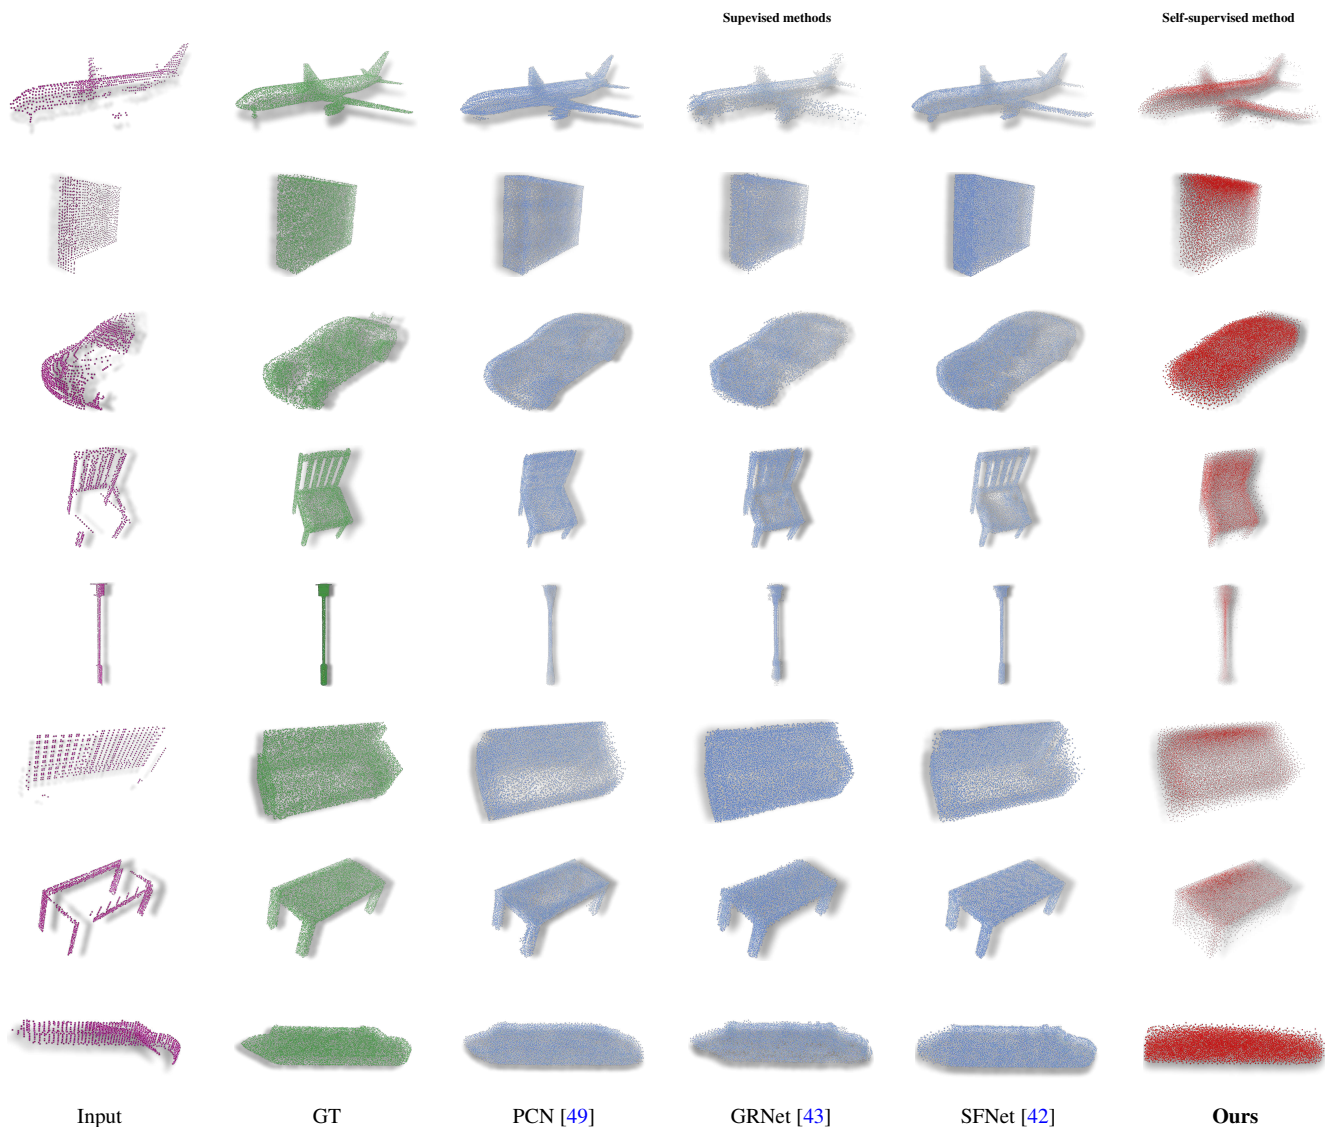 Supevised methods
Self-supervised method
Input
GT
PCN [49]
GRNet [43]
SFNet [42]
Ours